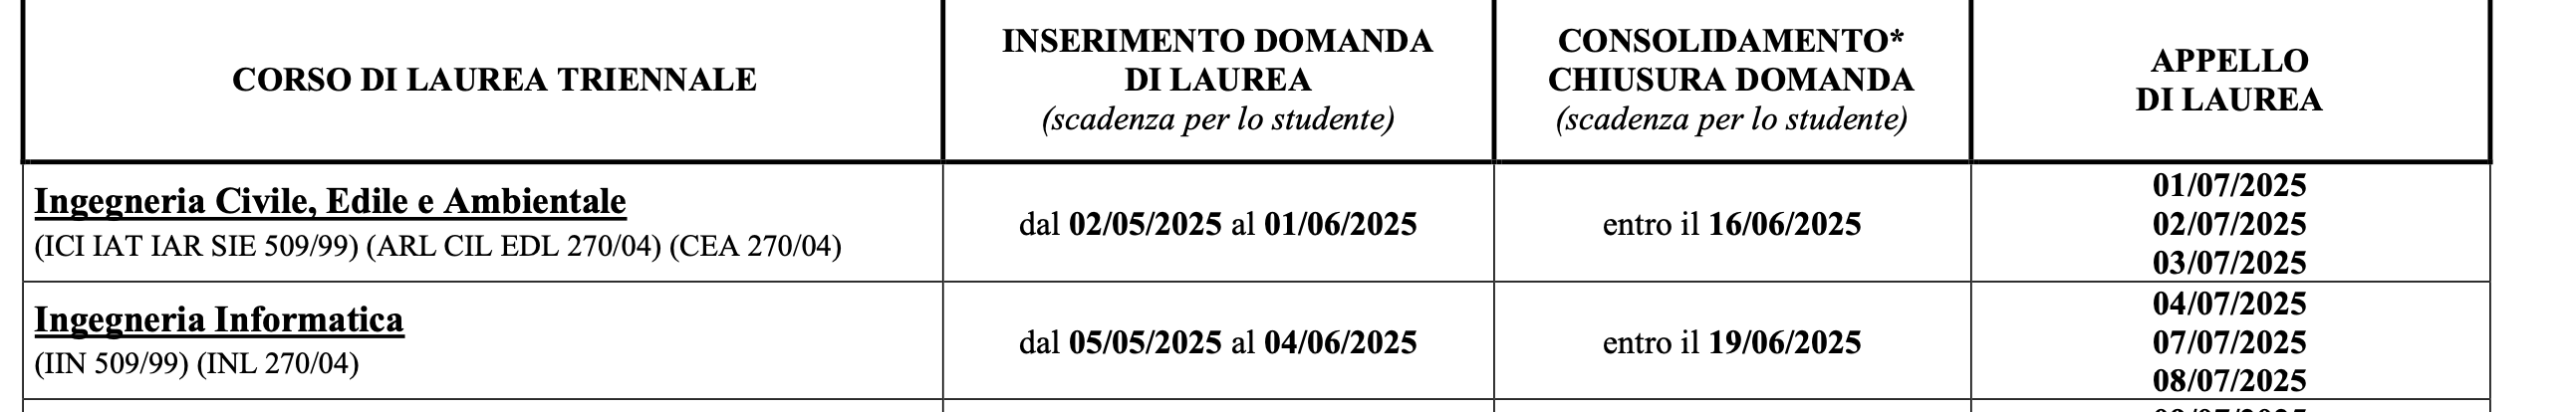 CORSO DI LAUREA TRIENNALE
INSERIMENTO DOMANDA
DI LAUREA
(scadenza per lo studente)
CONSOLIDAMENTO*
CHIUSURA DOMANDA
(scadenza per lo studente)
APPELLO
DI LAUREA
Ingegneria Civile, Edile e Ambientale
(ICI IAT IAR SIE 509/99) (ARL CIL EDL 270/04) (CEA 270/04)
dal 02/05/2025 al 01/06/2025
entro il 16/06/2025
01/07/2025
02/07/2025
03/07/2025
Ingegneria Informatica
(IIN 509/99) (INL 270/04)
dal 05/05/2025 al 04/06/2025
entro il 19/06/2025
04/07/2025
07/07/2025
08/07/2025